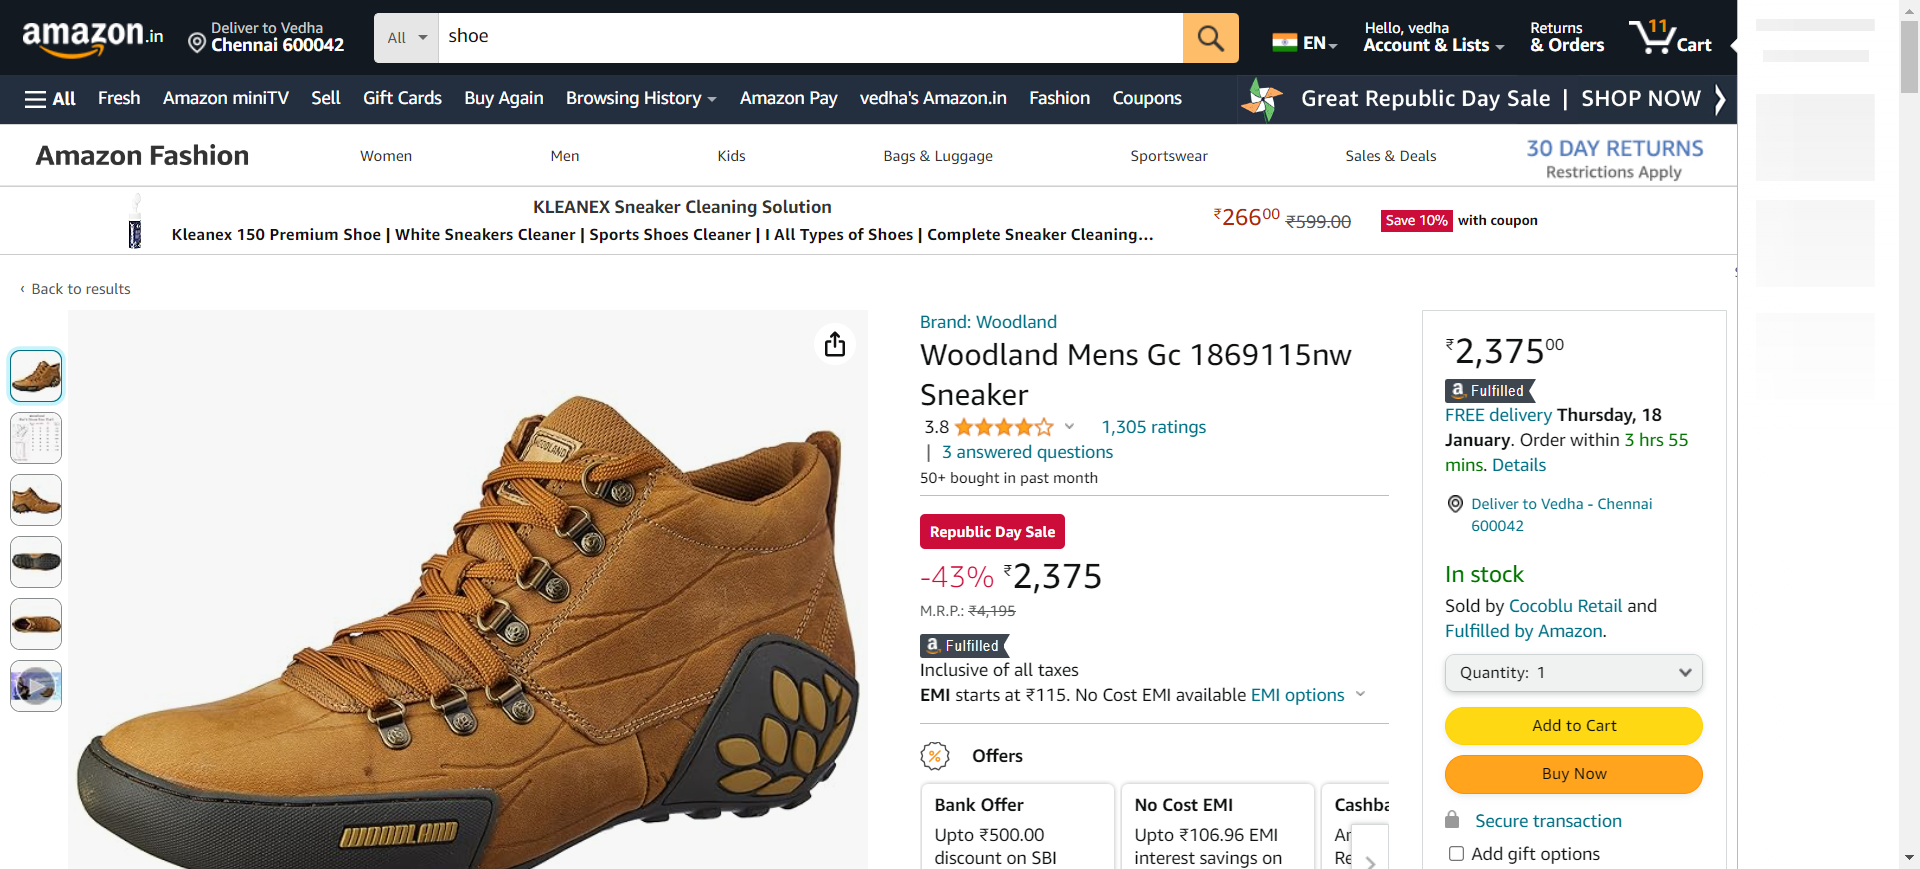 amazon.in
Deliver to Vedha
Chennai 600042
All
shoe
EN
Hello, vedha
Account & Lists
Returns
& Orders
11
Cart
All
Fresh
Amazon miniTV
Sell
Gift Cards
Buy Again
Browsing History
Amazon Pay
vedha's Amazon.in
Fashion
Coupons
Great Republic Day Sale | SHOP NOW
Amazon Fashion
Women
Men
Kids
Bags & Luggage
Sportswear
Sales & Deals
30 DAY RETURNS
Restrictions Apply
KLEANEX Sneaker Cleaning Solution
Kleanex 150 Premium Shoe | White Sneakers Cleaner | Sports Shoes Cleaner | I All Types of Shoes | Complete Sneaker Cleaning...
₹26600 ₹599.00
Save 10% with coupon
‹ Back to results
WOODLAND
WOODLAND
Brand: Woodland
Woodland Mens Gc 1869115nw
Sneaker
3.8
1,305 ratings
| 3 answered questions
50+ bought in past month
Republic Day Sale
-43% ₹2,375
M.R.P.: ₹4,195
a Fulfilled
Inclusive of all taxes
EMI starts at ₹115. No Cost EMI available EMI options
Offers
Bank Offer
Upto ₹500.00
discount on SBI
No Cost EMI
Upto ₹106.96 EMI
interest savings on
Cashba
₹2,37500
a Fulfilled
FREE delivery Thursday, 18
January. Order within 3 hrs 55
mins. Details
Deliver to Vedha - Chennai
600042
In stock
Sold by Cocoblu Retail and
Fulfilled by Amazon.
Quantity: 1
Add to Cart
Buy Now
Secure transaction
Add gift options